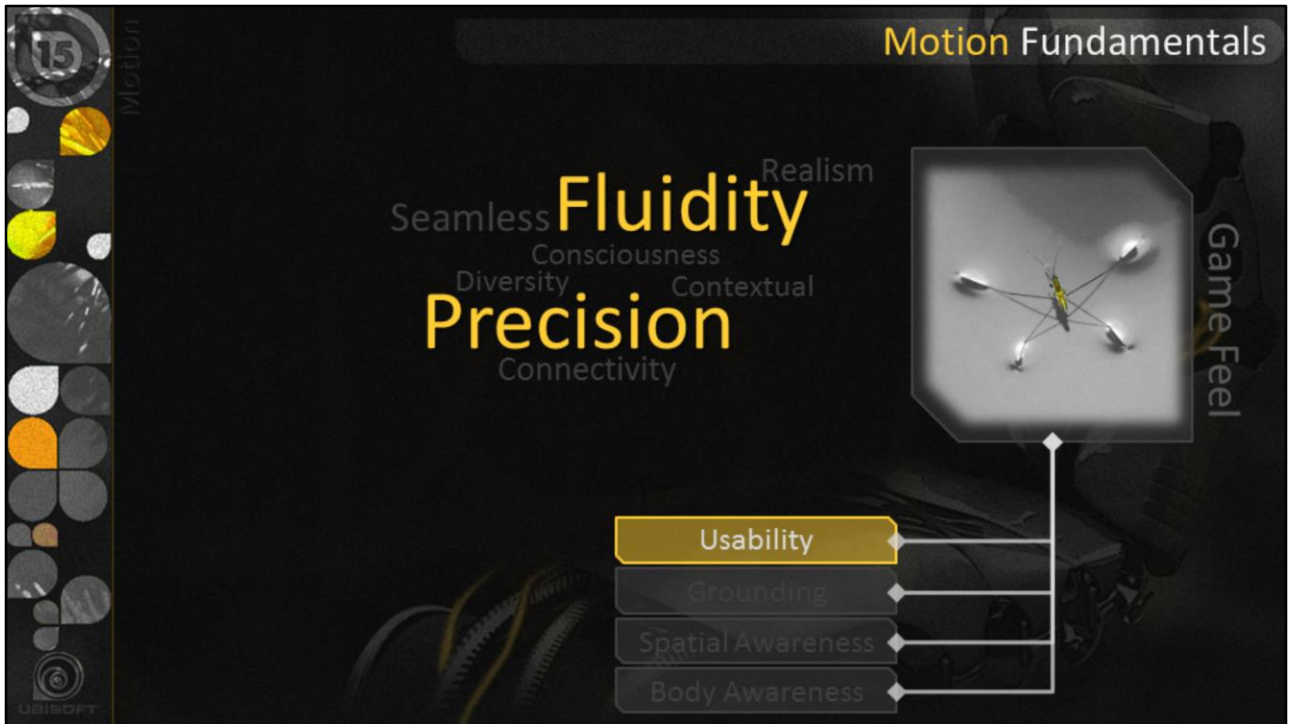 Motion Fundamentals
15
Motion
Realism
Fluidity
Seamless
Consciousness
Diversity
Contextual
Precision
Connectivity
Game Feel
Usability
Grounding
Spatial Awareness
Body Awareness
UBISOFT